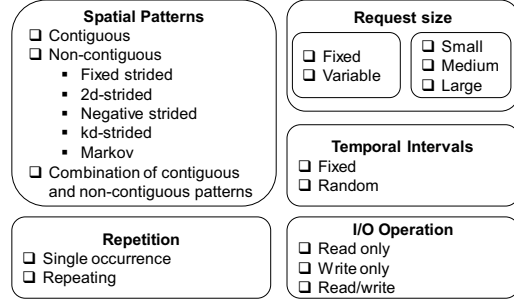 Spatial Patterns
❑ Contiguous
❑ Non-contiguous
▪ Fixed strided
▪ 2d-strided
▪ Negative strided
▪ kd-strided
▪ Markov
❑ Combination of contiguous
and non-contiguous patterns
Request size
❑ Fixed
❑ Variable
❑ Small
❑ Medium
❑ Large
Temporal Intervals
❑ Fixed
❑ Random
Repetition
❑ Single occurrence
❑ Repeating
I/O Operation
❑ Read only
❑ Write only
❑ Read/write